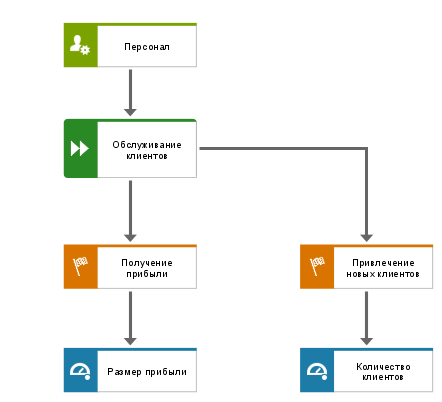 Персонал
Обслуживание
клиентов
Получение
прибыли
Привлечение
новых клиентов
Размер прибыли
Количество
клиентов